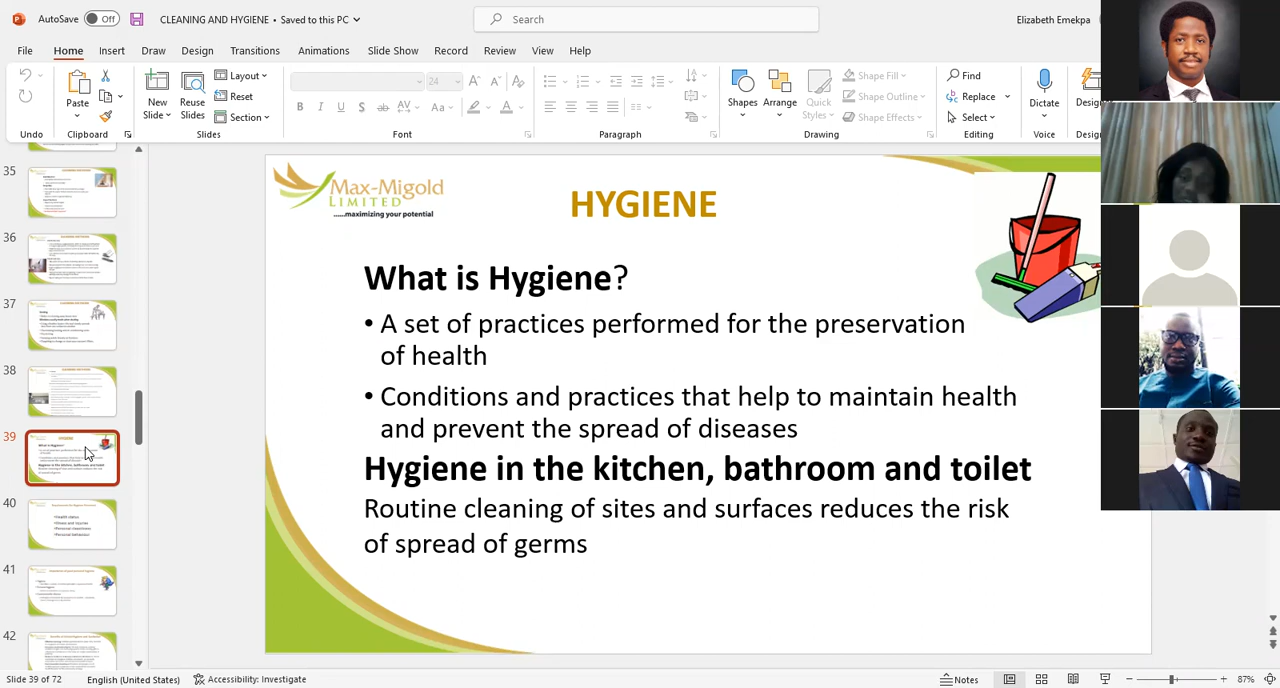 AutoSave Off CLEANING AND HYGIENE • Saved to this PC Search Elizabeth Emekpa
File Home Insert Draw Design Transitions Animations Slide Show Record Review View Help
Undo
Paste
Clipboard
New Slide
Reuse Slides
Layout
Reset
Section
Slides
24
Font
Paragraph
Shapes
Arrange
Quick Styles
Shape Fill
Shape Outline
Shape Effects
Drawing
Find
Replace
Select
Editing
Dictate
Voice
35
36
37
38
39
40
41
42
Max-Migold
LIMITED
......maximizing your potential
HYGIENE
What is Hygiene?
• A set of practices performed for the preservation
of health
• Conditions and practices that help to maintain health
and prevent the spread of diseases
Hygiene in the kitchen, bathroom and toilet
Routine cleaning of sites and surfaces reduces the risk
of spread of germs
Slide 39 of 72 English (United States) Accessibility: Investigate Notes 87%